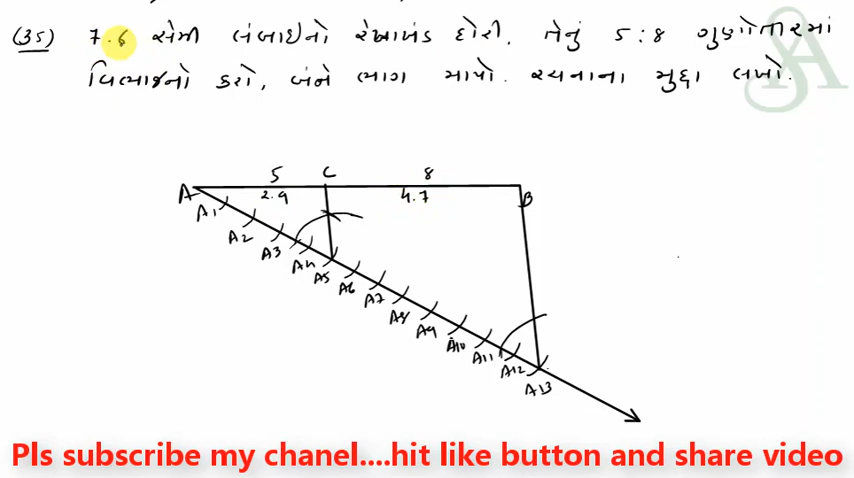 (35) 7.6 સેમી લંબાઈનો રેખાખંડ દોરી. તેનું 5:8 ગુણોત્તરમાં
વિભાજનો કરો, બંને ભાગ માપો. રચનાના મુદ્દા લખો.
5 C 8
A 2.9 4.7 B
A1
A2
A3
A4
A5
A6
A7
A8
A9
A10
A11
A12
A13
Pls subscribe my chanel....hit like button and share video